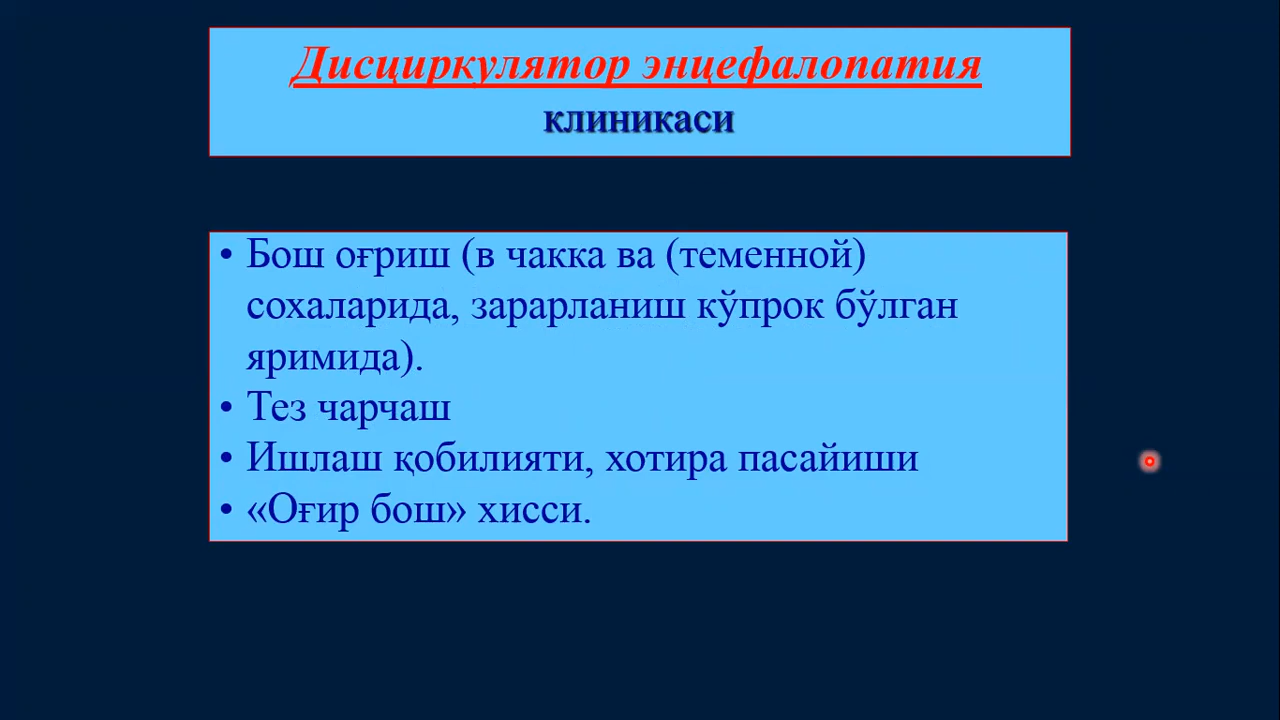 Дисциркулятор энцефалопатия
клиникаси
• Бош оғриш (в чакка ва (теменной)
сохаларида, зарарланиш кўпрок бўлган
яримида).
• Тез чарчаш
• Ишлаш қобилияти, хотира пасайиши
• «Оғир бош» хисси.